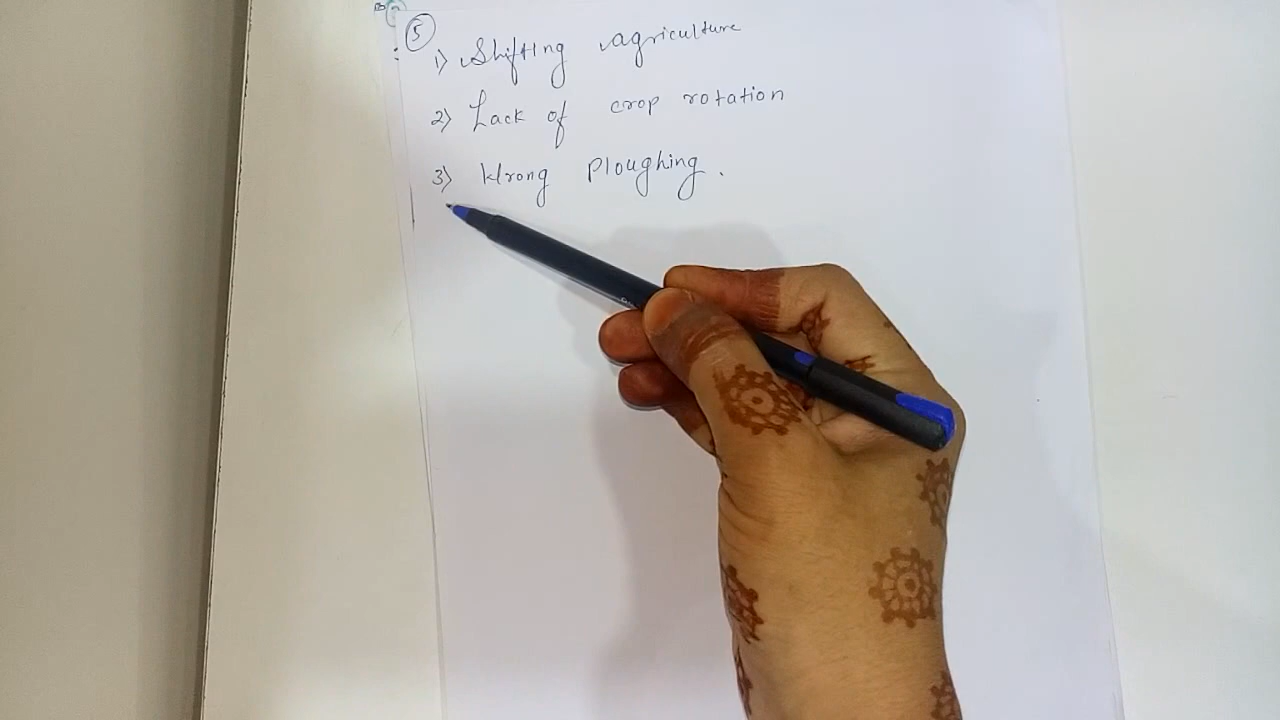 5
1) Shifting agriculture
2) Lack of crop rotation
3) Wrong Ploughing.